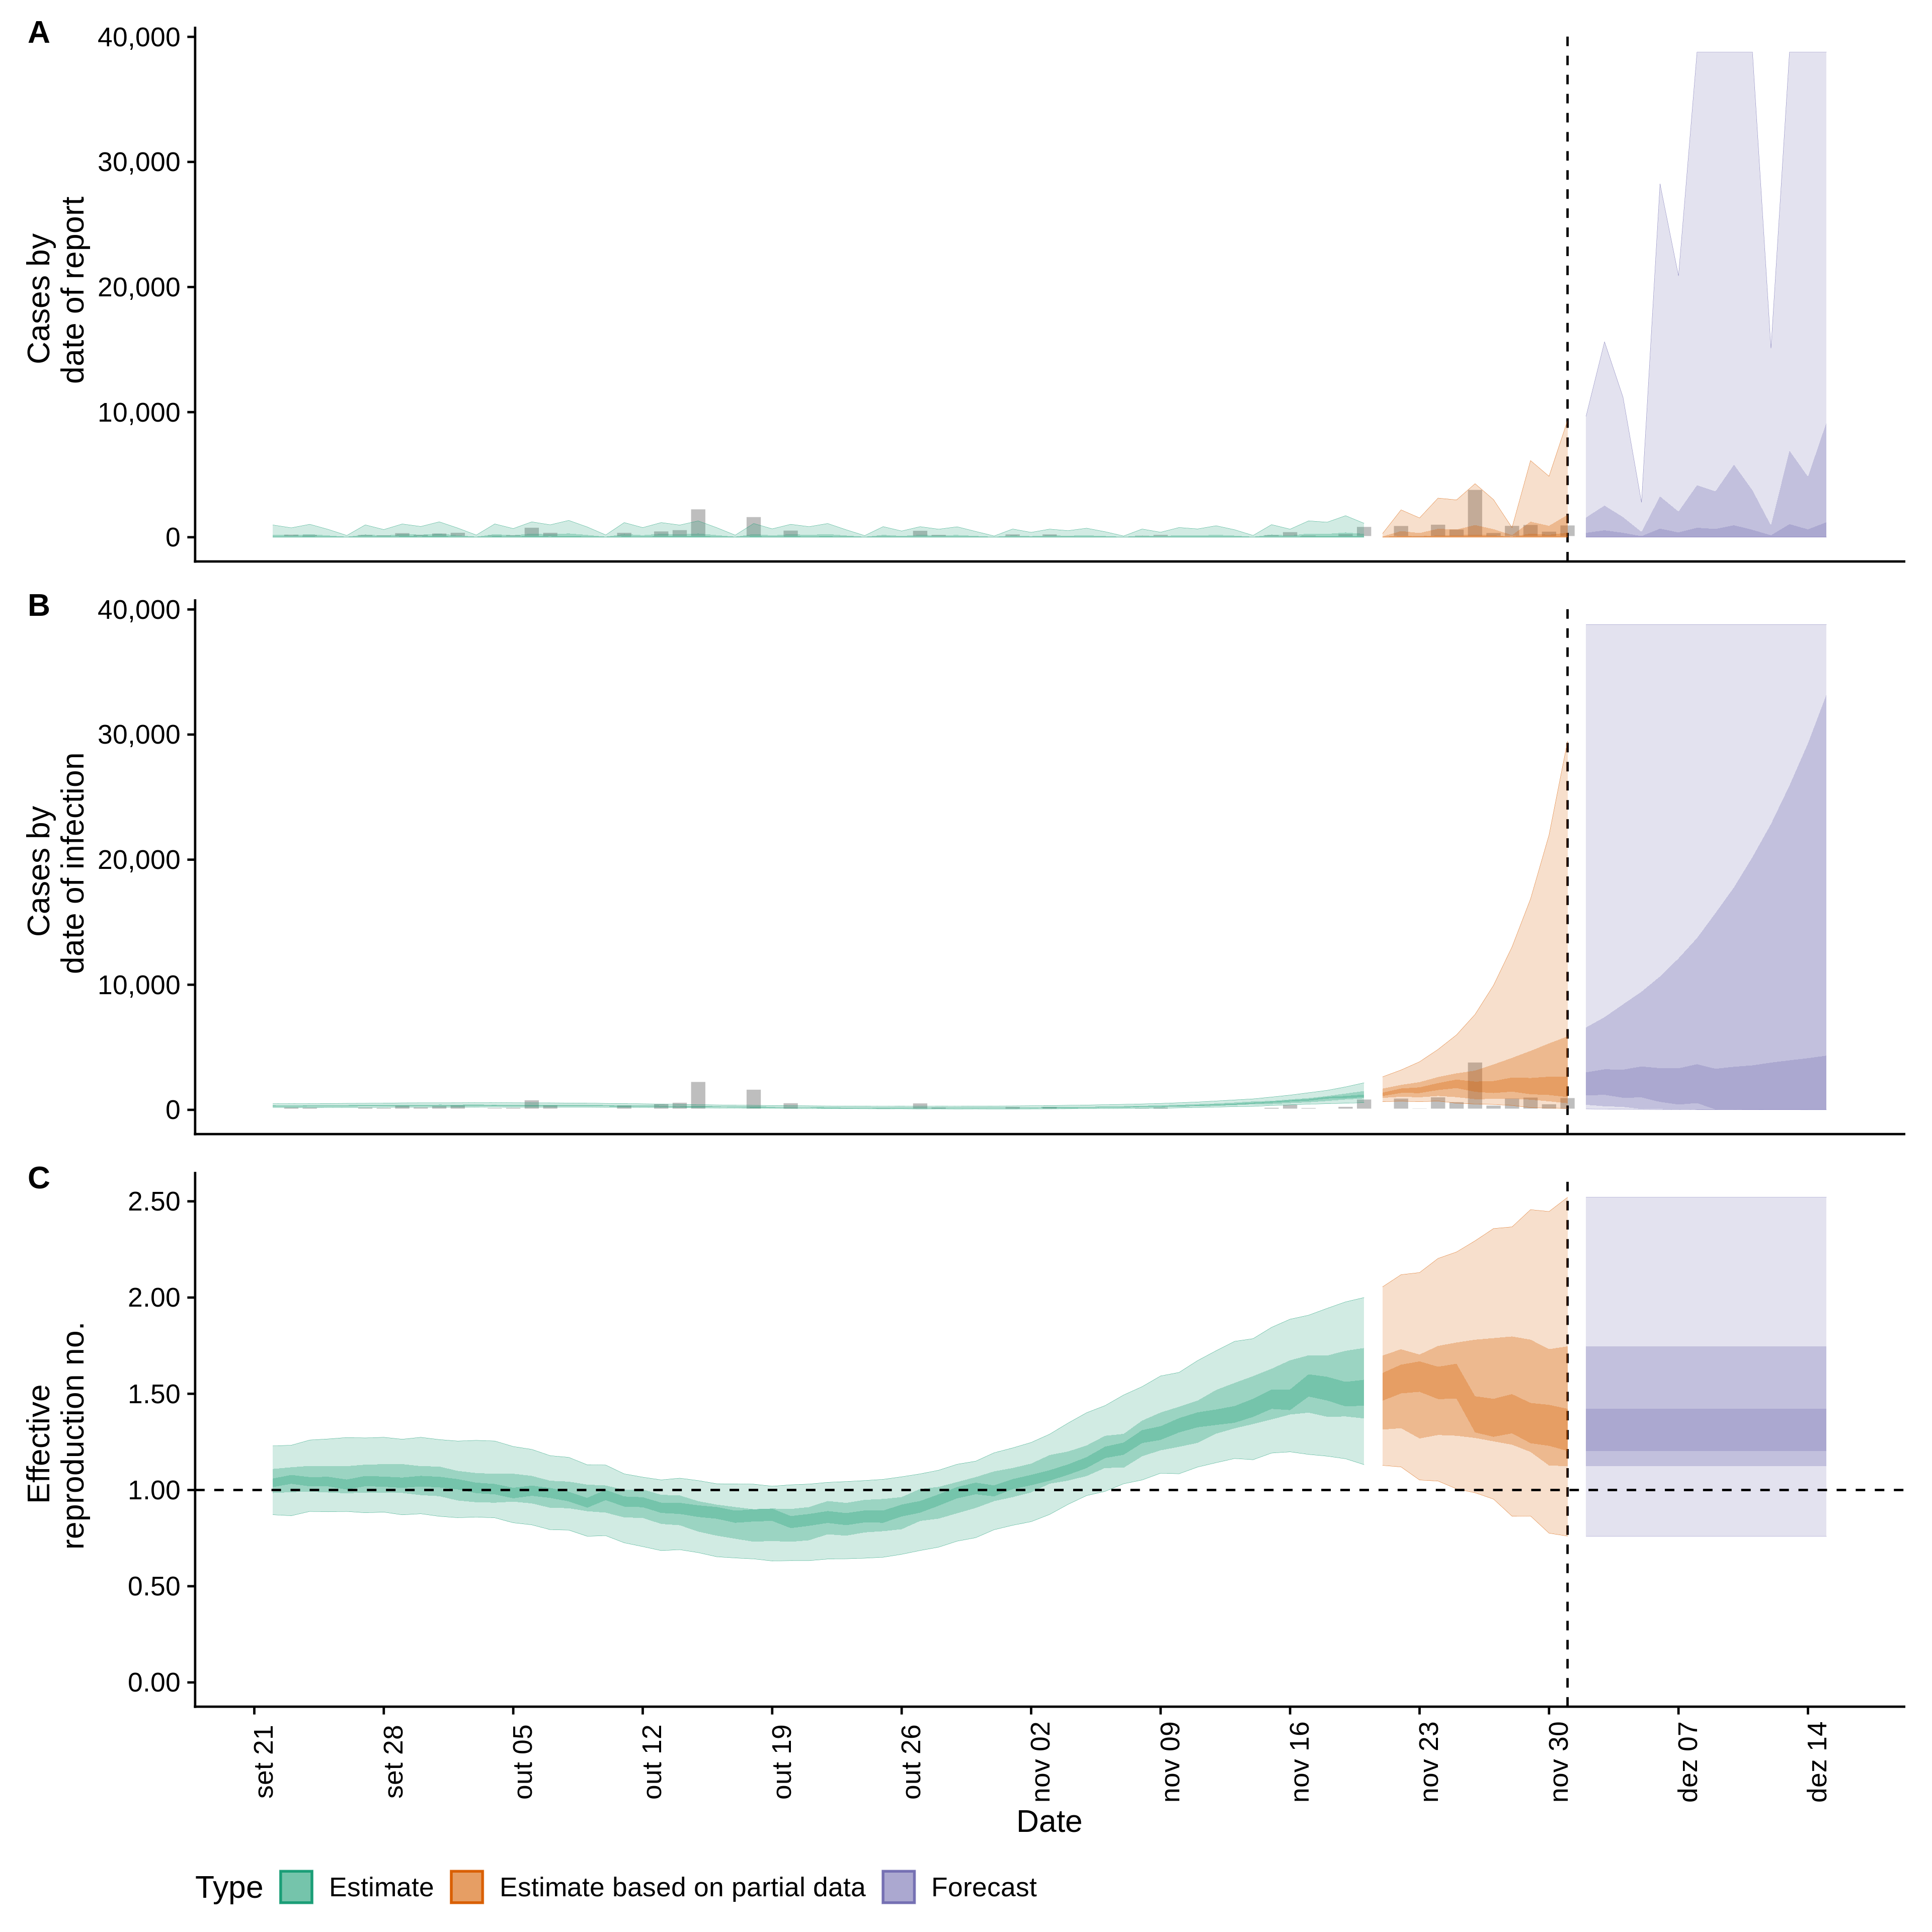 A
Cases by
date of report
40,000
30,000
20,000
10,000
0
B
Cases by
date of infection
40,000
30,000
20,000
10,000
0
C
Effective
reproduction no.
2.50
2.00
1.50
1.00
0.50
0.00
set 21
set 28
out 05
out 12
out 19
out 26
nov 02
nov 09
nov 16
nov 23
nov 30
dez 07
dez 14
Date
Type Estimate Estimate based on partial data Forecast